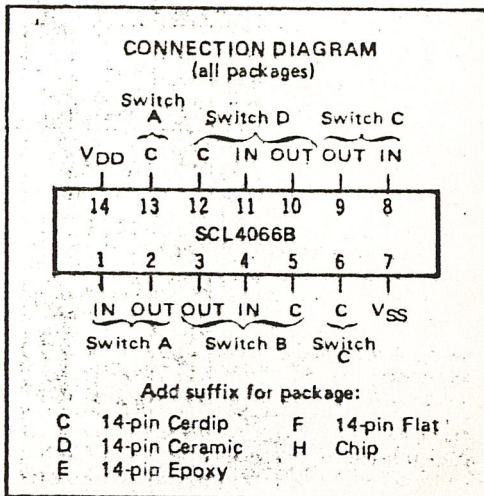 CONNECTION DIAGRAM
(all packages)
Switch
A Switch D Switch C
VDD C C IN OUT OUT IN
14 13 12 11 10 9 8
SCL4066B
1 2 3 4 5 6 7
IN OUT OUT IN C C VSS
Switch A Switch B Switch
C
Add suffix for package:
C 14-pin Cerdip F 14-pin Flat
D 14-pin Ceramic H Chip
E 14-pin Epoxy